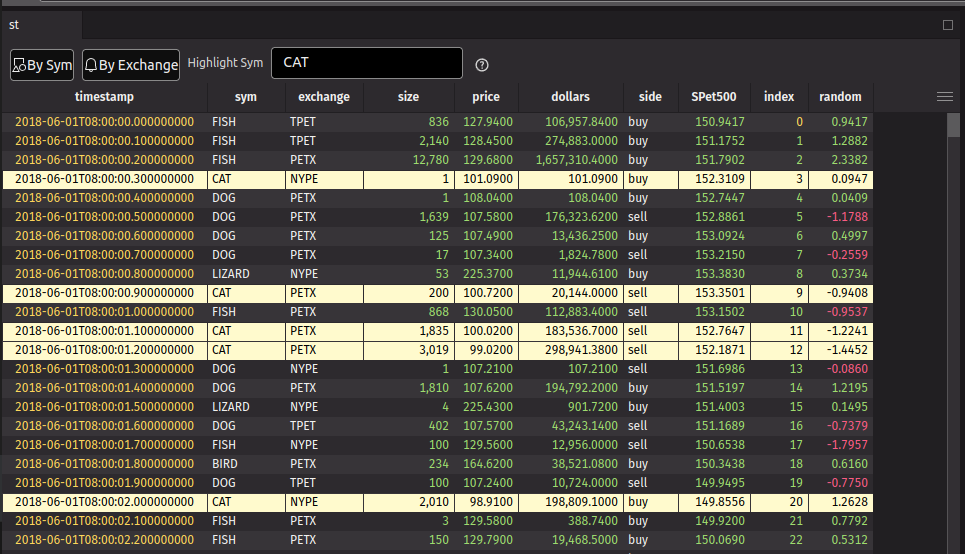 st
By Sym By Exchange Highlight Sym CAT ?
timestamp sym exchange size price dollars side SPet500 index random
2018-06-01T08:00:00.000000000 FISH TPET 836 127.9400 106,957.8400 buy 150.9417 0 0.9417
2018-06-01T08:00:00.100000000 FISH TPET 2,140 128.4500 274,883.0000 buy 151.1752 1 1.2882
2018-06-01T08:00:00.200000000 FISH PETX 12,780 129.6800 1,657,310.4000 buy 151.7902 2 2.3382
2018-06-01T08:00:00.300000000 CAT NYPE 1 101.0900 101.0900 buy 152.3109 3 0.0947
2018-06-01T08:00:00.400000000 DOG PETX 1 108.0400 108.0400 buy 152.7447 4 0.0409
2018-06-01T08:00:00.500000000 DOG PETX 1,639 107.5800 176,323.6200 sell 152.8861 5 -1.1788
2018-06-01T08:00:00.600000000 DOG PETX 125 107.4900 13,436.2500 buy 153.0924 6 0.4997
2018-06-01T08:00:00.700000000 DOG PETX 17 107.3400 1,824.7800 sell 153.2150 7 -0.2559
2018-06-01T08:00:00.800000000 LIZARD NYPE 53 225.3700 11,944.6100 buy 153.3830 8 0.3734
2018-06-01T08:00:00.900000000 CAT PETX 200 100.7200 20,144.0000 sell 153.3501 9 -0.9408
2018-06-01T08:00:01.000000000 FISH PETX 868 130.0500 112,883.4000 sell 153.1502 10 -0.9537
2018-06-01T08:00:01.100000000 CAT PETX 1,835 100.0200 183,536.7000 sell 152.7647 11 -1.2241
2018-06-01T08:00:01.200000000 CAT PETX 3,019 99.0200 298,941.3800 sell 152.1871 12 -1.4452
2018-06-01T08:00:01.300000000 DOG NYPE 1 107.2100 107.2100 sell 151.6986 13 -0.0860
2018-06-01T08:00:01.400000000 DOG PETX 1,810 107.6200 194,792.2000 buy 151.5197 14 1.2195
2018-06-01T08:00:01.500000000 LIZARD NYPE 4 225.4300 901.7200 buy 151.4003 15 0.1495
2018-06-01T08:00:01.600000000 DOG TPET 402 107.5700 43,243.1400 sell 151.1689 16 -0.7379
2018-06-01T08:00:01.700000000 FISH NYPE 100 129.5600 12,956.0000 sell 150.6538 17 -1.7957
2018-06-01T08:00:01.800000000 BIRD PETX 234 164.6200 38,521.0800 buy 150.3438 18 0.6160
2018-06-01T08:00:01.900000000 DOG TPET 100 107.2400 10,724.0000 sell 149.9495 19 -0.7750
2018-06-01T08:00:02.000000000 CAT NYPE 2,010 98.9100 198,809.1000 buy 149.8556 20 1.2628
2018-06-01T08:00:02.100000000 FISH PETX 3 129.5800 388.7400 buy 149.9200 21 0.7792
2018-06-01T08:00:02.200000000 FISH PETX 150 129.7900 19,468.5000 buy 150.0690 22 0.5312